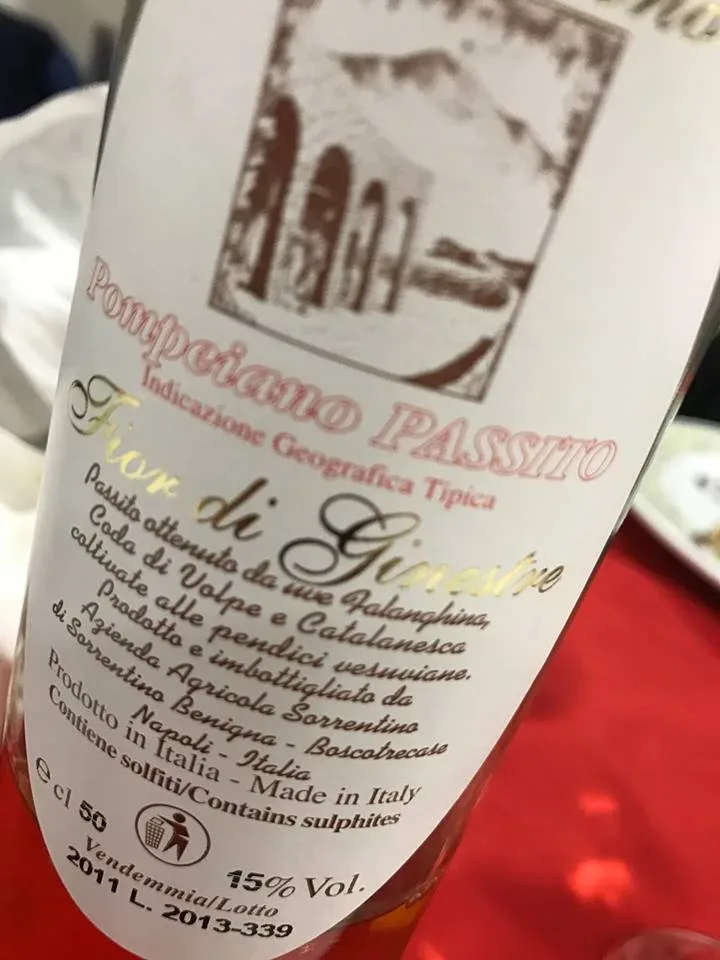 Pompeiano PASSITO
Indicazione Geografica Tipica
Fior di Ginestre
Passito ottenuto da uve Falanghina,
Coda di Volpe e Catalanesca
coltivate alle pendici vesuviane.
Prodotto e imbottigliato da
Azienda Agricola Sorrentino
di Sorrentino Benigna - Boscotrecase
Napoli - Italia
Prodotto in Italia - Made in Italy
Contiene solfiti/Contains sulphites
e cl 50
15% Vol.
Vendemmia/Lotto
2011 L. 2013-339